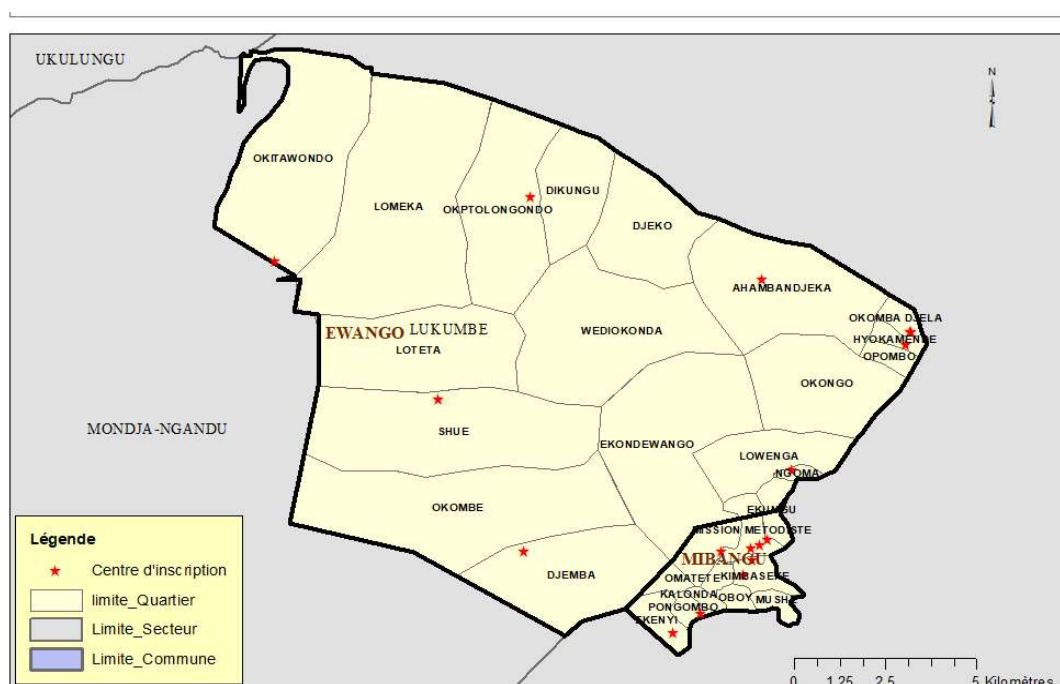 UKULUNGU
N
OKITAWONDO
DIKUNGU
LOMEKA
OKPTOLONGONDO
DJEKO
AHAMBANDJEKA
OKOMBA DJELA
EWANGO LUKUMBE
WEDIOKONDA
HYOKAMENDE
LOTETA
OPOMBO
OKONGO
MONDJA-NGANDU
SHUE
EKONDEWANGO
LOWENGA
NGOMA
OKOMBE
EKUNGU
MISSION METODISTE
MIBANGU
DJEMBA
OMATETE
KIMBASEKE
KALONDA
OBOY
MUSHE
PONGOMBO
EKENYI
Légende
Centre d'inscription
limite_Quartier
Limite_Secteur
Limite_Commune
0 1.25 2.5 5 Kilomètres